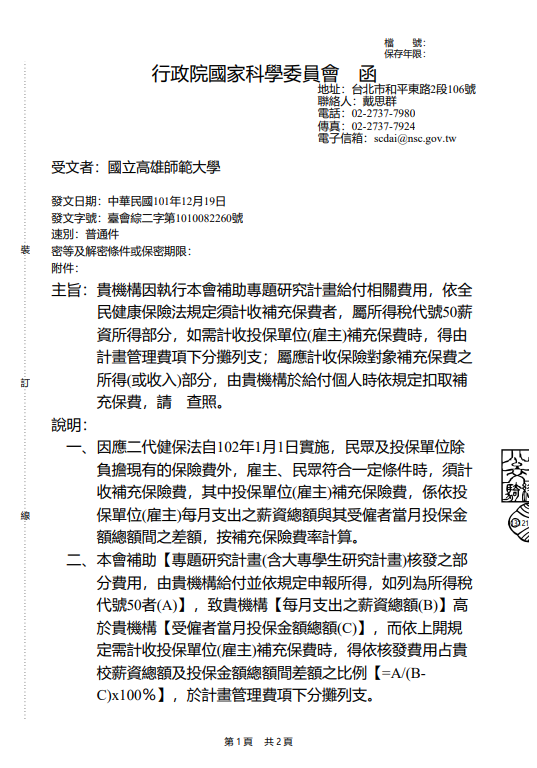 檔　　號：
保存年限：
行政院國家科學委員會　函
地址：台北市和平東路2段106號
聯絡人：戴思群
電話：02-2737-7980
傳真：02-2737-7924
電子信箱：scdai@nsc.gov.tw
受文者：國立高雄師範大學
發文日期：中華民國101年12月19日
發文字號：臺會綜二字第1010082260號
速別：普通件
密等及解密條件或保密期限：
附件：
主旨：貴機構因執行本會補助專題研究計畫給付相關費用，依全
民健康保險法規定須計收補充保費者，屬所得稅代號50薪
資所得部分，如需計收投保單位(雇主)補充保費時，得由
計畫管理費項下分攤列支；屬應計收保險對象補充保費之
所得(或收入)部分，由貴機構於給付個人時依規定扣取補
充保費，請　查照。
說明：
一、因應二代健保法自102年1月1日實施，民眾及投保單位除
負擔現有的保險費外，雇主、民眾符合一定條件時，須計
收補充保險費，其中投保單位(雇主)補充保險費，係依投
保單位(雇主)每月支出之薪資總額與其受僱者當月投保金
額總額間之差額，按補充保險費率計算。
二、本會補助【專題研究計畫(含大專學生研究計畫)核發之部
分費用，由貴機構給付並依規定申報所得，如列為所得稅
代號50者(A)】，致貴機構【每月支出之薪資總額(B)】高
於貴機構【受僱者當月投保金額總額(C)】，而依上開規
定需計收投保單位(雇主)補充保費時，得依核發費用占貴
校薪資總額及投保金額總額間差額之比例【=A/(B-
C)x100％】，於計畫管理費項下分攤列支。
裝
訂
線
第1頁　共2頁